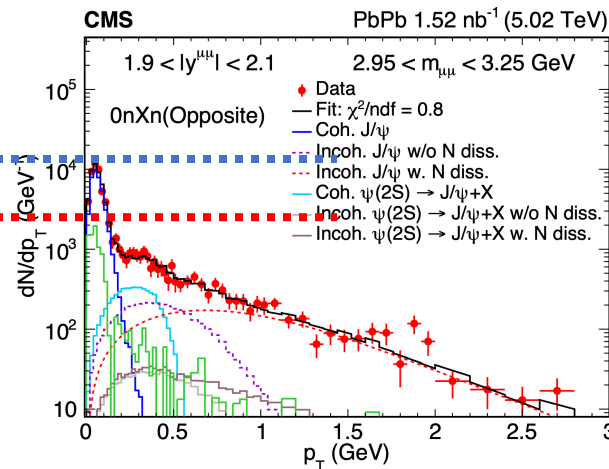 CMS PbPb 1.52 nb⁻¹ (5.02 TeV)
1.9 < |y^μμ| < 2.1 2.95 < m_μμ < 3.25 GeV
0nXn(Opposite)
Data
Fit: χ²/ndf = 0.8
Coh. J/ψ
Incoh. J/ψ w/o N diss.
Incoh. J/ψ w. N diss.
Coh. ψ(2S) → J/ψ+X
Incoh. ψ(2S) → J/ψ+X w/o N diss.
Incoh. ψ(2S) → J/ψ+X w. N diss.
dN/dp_T (GeV⁻¹)
10⁵
10⁴
10³
10²
10
0 0.5 1 1.5 2 2.5 3
p_T (GeV)